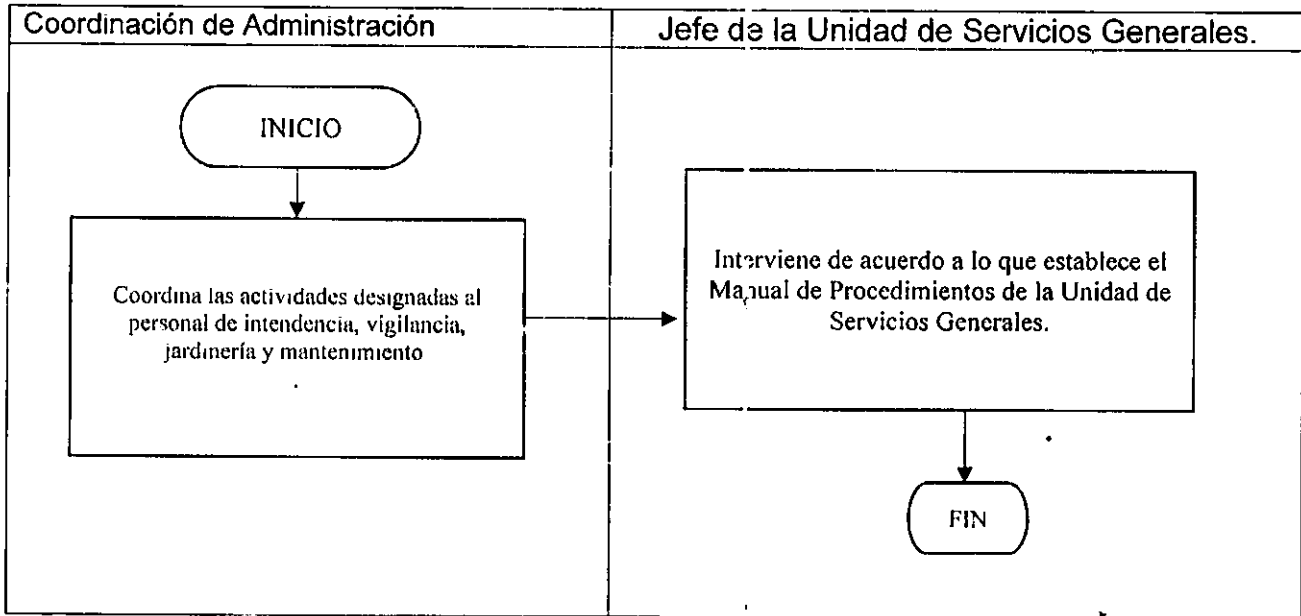 Coordinación de Administración
Jefe de la Unidad de Servicios Generales.
INICIO
Coordina las actividades designadas al
personal de intendencia, vigilancia,
jardinería y mantenimiento
Interviene de acuerdo a lo que establece el
Manual de Procedimientos de la Unidad de
Servicios Generales.
FIN